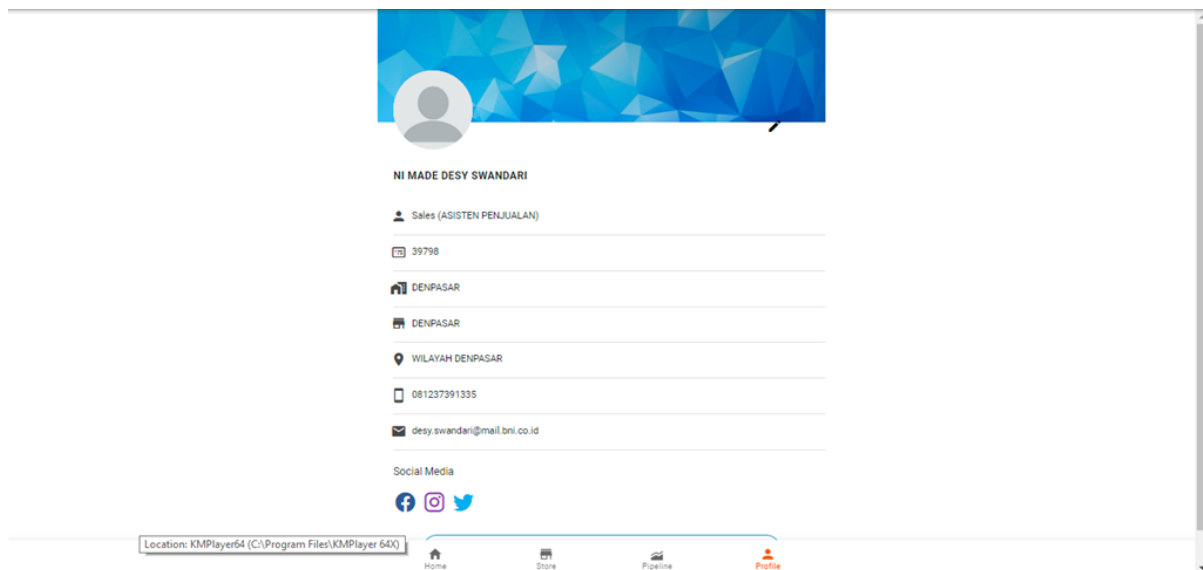 NI MADE DESY SWANDARI
Sales (ASISTEN PENJUALAN)
39798
DENPASAR
DENPASAR
WILAYAH DENPASAR
081237391335
desy.swandari@mail.bni.co.id
Social Media
Location: KMPlayer64 (C:\Program Files\KMPlayer 64X)
Home Store Pipeline Profile